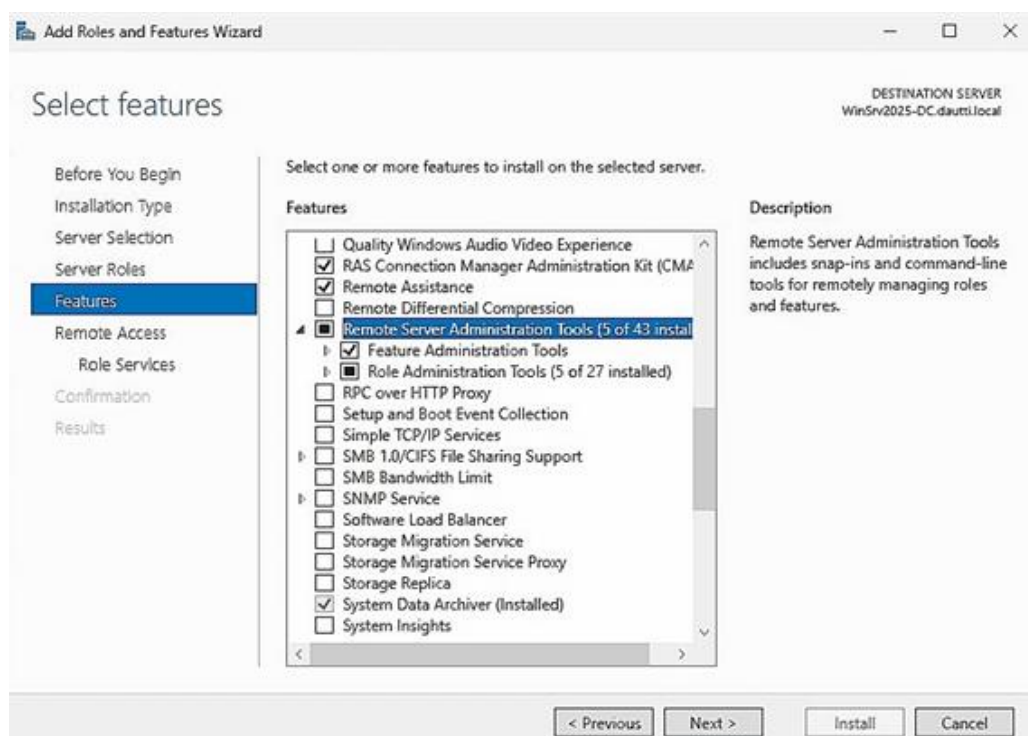 Add Roles and Features Wizard
Select features
DESTINATION SERVER
WinSrv2025-DC.dautti.local
Before You Begin
Installation Type
Server Selection
Server Roles
Features
Remote Access
Role Services
Confirmation
Results
Select one or more features to install on the selected server.
Features
Quality Windows Audio Video Experience
RAS Connection Manager Administration Kit (CMA
Remote Assistance
Remote Differential Compression
Remote Server Administration Tools (5 of 43 instal
Feature Administration Tools
Role Administration Tools (5 of 27 installed)
RPC over HTTP Proxy
Setup and Boot Event Collection
Simple TCP/IP Services
SMB 1.0/CIFS File Sharing Support
SMB Bandwidth Limit
SNMP Service
Software Load Balancer
Storage Migration Service
Storage Migration Service Proxy
Storage Replica
System Data Archiver (Installed)
System Insights
Description
Remote Server Administration Tools
includes snap-ins and command-line
tools for remotely managing roles
and features.
< Previous
Next >
Install
Cancel